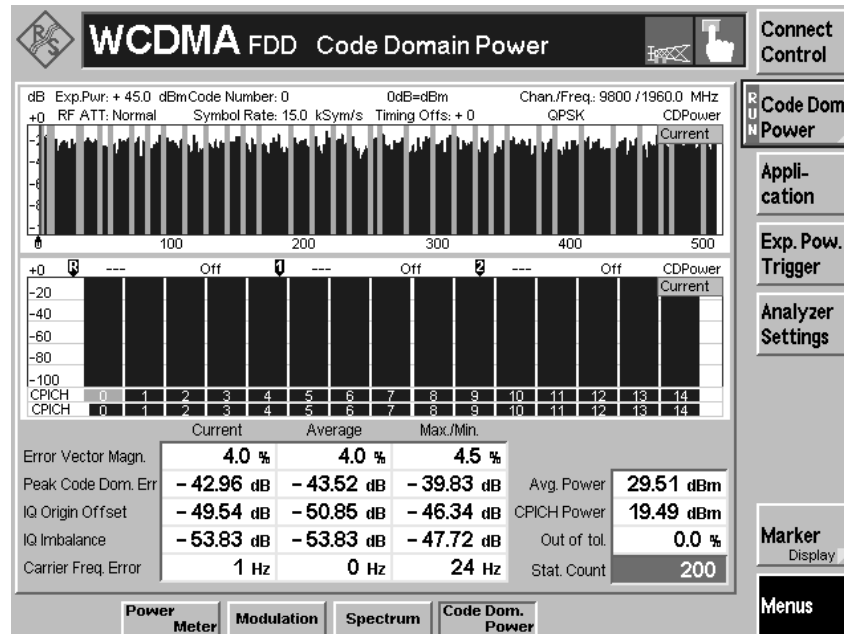 R S
WCDMA FDD Code Domain Power
Connect Control
dB Exp.Pwr: + 45.0 dBm Code Number: 0 0dB=dBm Chan./Freq.: 9800 / 1960.0 MHz
+0 RF ATT: Normal Symbol Rate: 15.0 kSym/s Timing Offs: + 0 QPSK CDPower
Current
0 100 200 300 400 500
RUN Code Dom. Power
Appli-cation
Exp. Pow. Trigger
Analyzer Settings
+0 R --- Off 1 --- Off 2 --- Off CDPower
Current
-20
-40
-60
-80
-100
CPICH 0 1 2 3 4 5 6 7 8 9 10 11 12 13 14
CPICH 0 1 2 3 4 5 6 7 8 9 10 11 12 13 14
Current Average Max./Min.
Error Vector Magn. 4.0 % 4.0 % 4.5 %
Peak Code Dom. Err - 42.96 dB - 43.52 dB - 39.83 dB Avg. Power 29.51 dBm
IQ Origin Offset - 49.54 dB - 50.85 dB - 46.34 dB CPICH Power 19.49 dBm
IQ Imbalance - 53.83 dB - 53.83 dB - 47.72 dB Out of tol. 0.0 %
Carrier Freq. Error 1 Hz 0 Hz 24 Hz Stat. Count 200
Marker
Display
Power Meter Modulation Spectrum Code Dom. Power
Menus